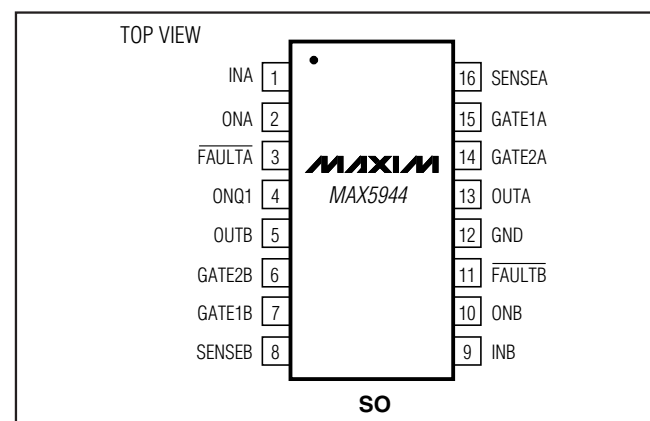 TOP VIEW
INA 1
ONA 2
FAULTA 3
ONQ1 4
OUTB 5
GATE2B 6
GATE1B 7
SENSEB 8
16 SENSEA
15 GATE1A
14 GATE2A
13 OUTA
12 GND
11 FAULTB
10 ONB
9 INB
MAXIM
MAX5944
SO